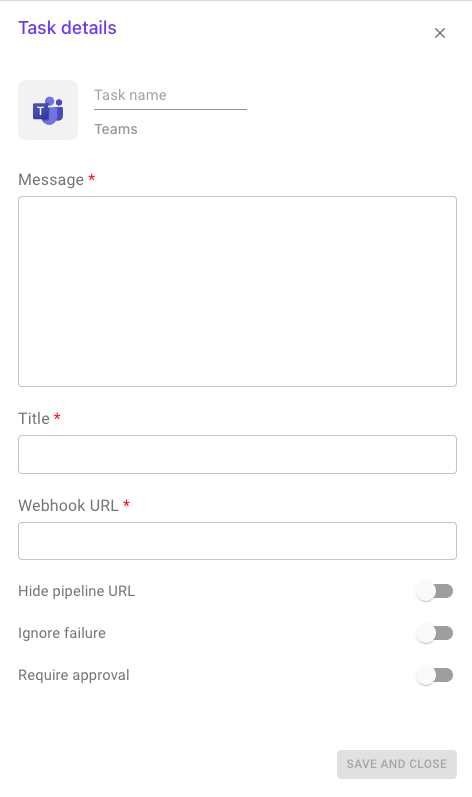 Task details
Task name
T
Teams
Message *
Title *
Webhook URL *
Hide pipeline URL
Ignore failure
Require approval
SAVE AND CLOSE